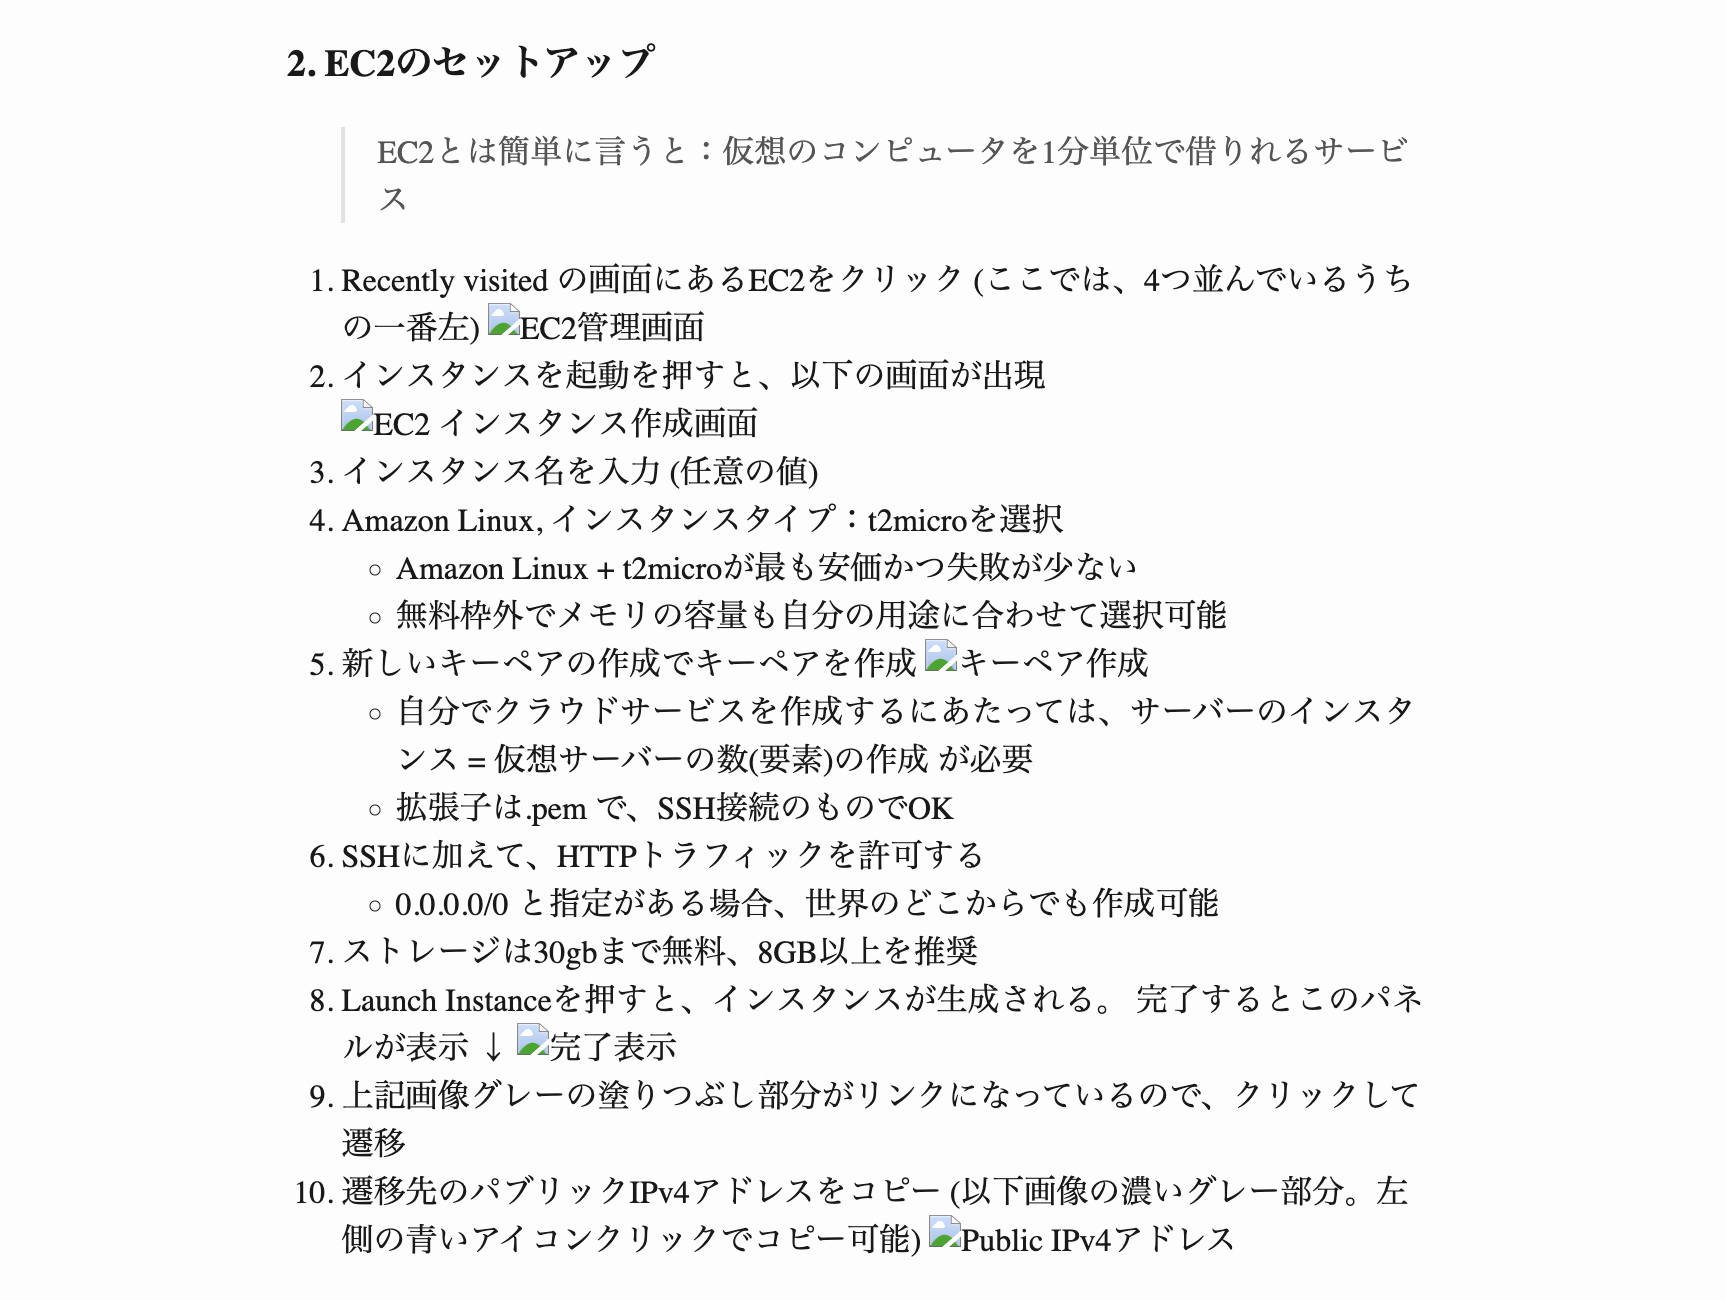 2. EC2のセットアップ
EC2とは簡単に言うと：仮想のコンピュータを1分単位で借りれるサービ
ス
1. Recently visited の画面にあるEC2をクリック (ここでは、4つ並んでいるうち
の一番左) EC2管理画面
2. インスタンスを起動を押すと、以下の画面が出現
EC2 インスタンス作成画面
3. インスタンス名を入力 (任意の値)
4. Amazon Linux, インスタンスタイプ：t2microを選択
○ Amazon Linux + t2microが最も安価かつ失敗が少ない
○ 無料枠外でメモリの容量も自分の用途に合わせて選択可能
5. 新しいキーペアの作成でキーペアを作成 キーペア作成
○ 自分でクラウドサービスを作成するにあたっては、サーバーのインスタ
ンス = 仮想サーバーの数(要素)の作成 が必要
○ 拡張子は.pem で、SSH接続のものでOK
6. SSHに加えて、HTTPトラフィックを許可する
○ 0.0.0.0/0 と指定がある場合、世界のどこからでも作成可能
7. ストレージは30gbまで無料、8GB以上を推奨
8. Launch Instanceを押すと、インスタンスが生成される。 完了するとこのパネ
ルが表示 ↓ 完了表示
9. 上記画像グレーの塗りつぶし部分がリンクになっているので、クリックして
遷移
10. 遷移先のパブリックIPv4アドレスをコピー (以下画像の濃いグレー部分。左
側の青いアイコンクリックでコピー可能) Public IPv4アドレス